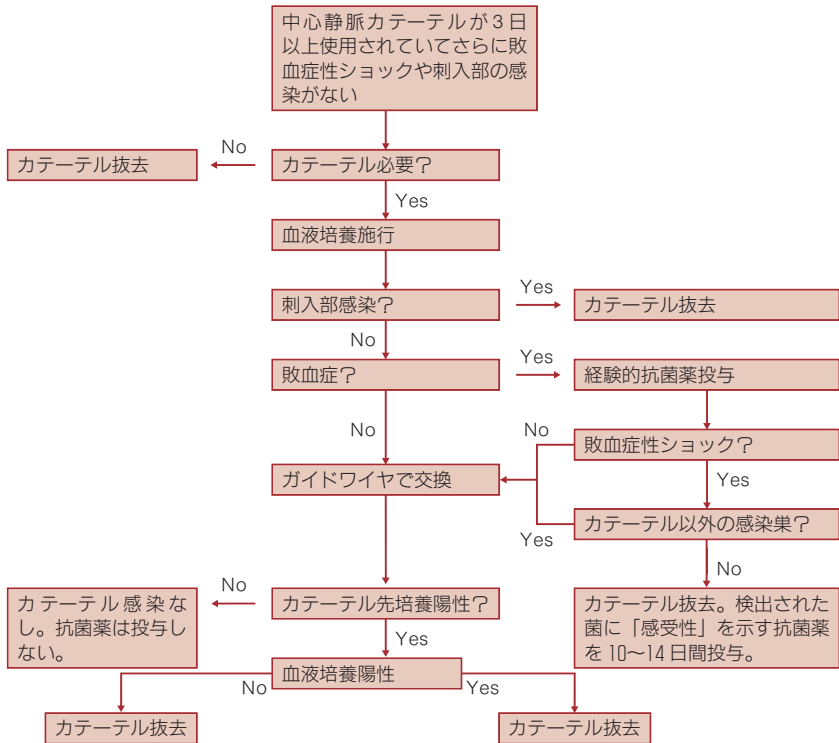 中心静脈カテーテルが3日
以上使用されていてさらに敗
血症性ショックや刺入部の感
染がない
No
カテーテル抜去
カテーテル必要？
Yes
血液培養施行
Yes
刺入部感染？
カテーテル抜去
No
Yes
敗血症？
経験的抗菌薬投与
No
No
敗血症性ショック？
ガイドワイヤで交換
Yes
カテーテル以外の感染巣？
Yes
No
No
カテーテル感染な
し。抗菌薬は投与し
ない。
カテーテル先培養陽性？
カテーテル抜去。検出された
菌に「感受性」を示す抗菌薬
を10〜14日間投与。
Yes
血液培養陽性
No
Yes
カテーテル抜去
カテーテル抜去